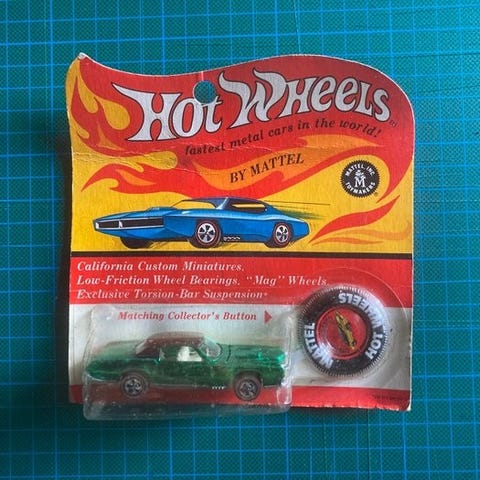 Hot Wheels
fastest metal cars in the world!
BY MATTEL
MATTEL, INC.
M
TOYMAKERS
California Custom Miniatures.
Low-Friction Wheel Bearings. "Mag" Wheels.
Exclusive Torsion-Bar Suspension
Matching Collector's Button
HOT WHEELS
MATTEL